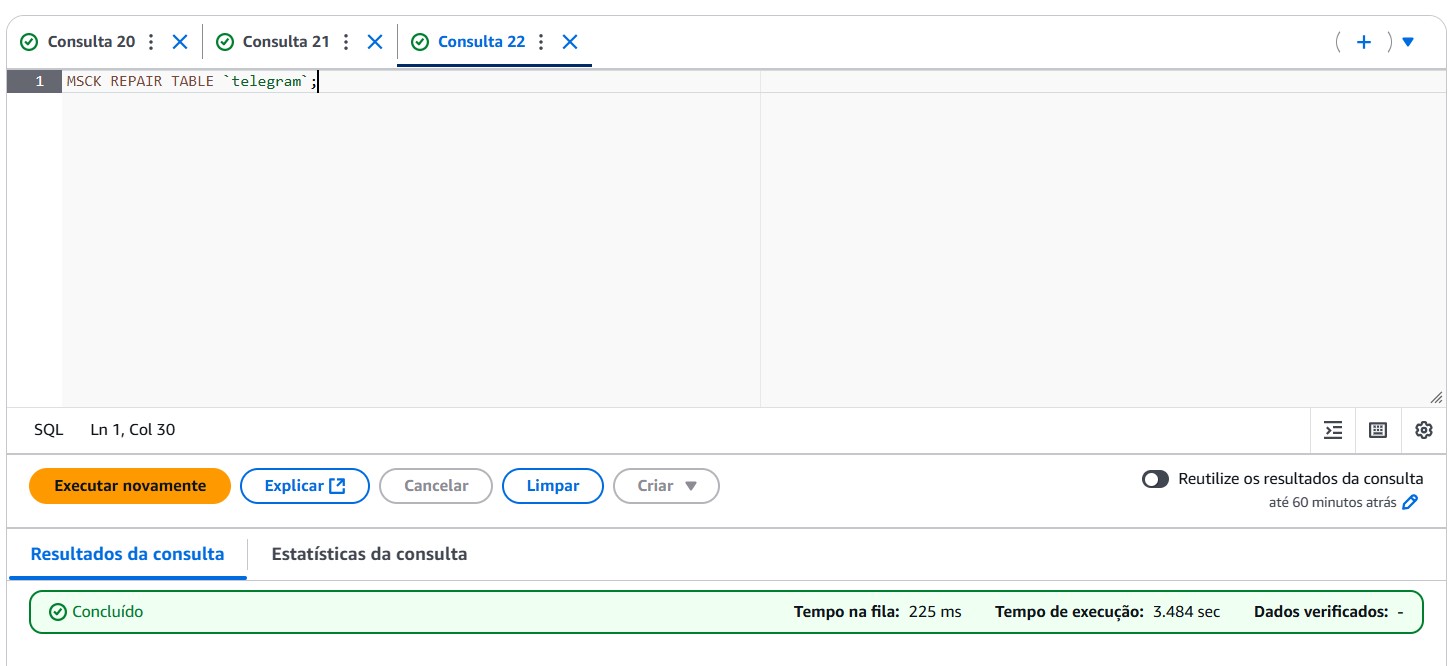 Consulta 20 Consulta 21 Consulta 22
1 MSCK REPAIR TABLE `telegram`;
SQL Ln 1, Col 30
Executar novamente Explicar Cancelar Limpar Criar Reutilize os resultados da consulta
até 60 minutos atrás
Resultados da consulta Estatísticas da consulta
Concluído Tempo na fila: 225 ms Tempo de execução: 3.484 sec Dados verificados: -